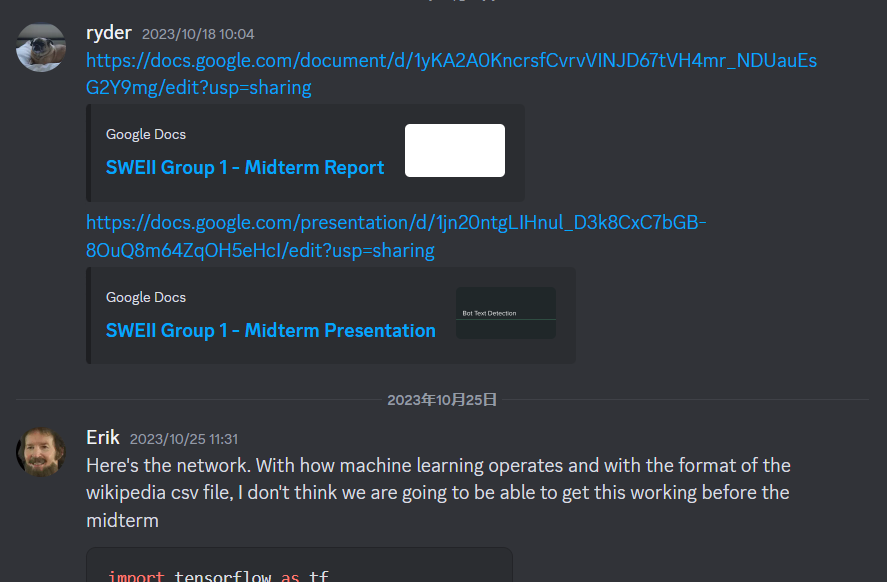 ryder 2023/10/18 10:04
https://docs.google.com/document/d/1yKA2A0KncrsfCvrvVINJD67tVH4mr_NDUauEs
G2Y9mg/edit?usp=sharing
Google Docs
SWEII Group 1 - Midterm Report
https://docs.google.com/presentation/d/1jn20ntgLIHnul_D3k8CxC7bGB-
8OuQ8m64ZqOH5eHcI/edit?usp=sharing
Google Docs
SWEII Group 1 - Midterm Presentation
Bot Text Detection
2023年10月25日
Erik 2023/10/25 11:31
Here's the network. With how machine learning operates and with the format of the
wikipedia csv file, I don't think we are going to be able to get this working before the
midterm
import tensorflow as tf